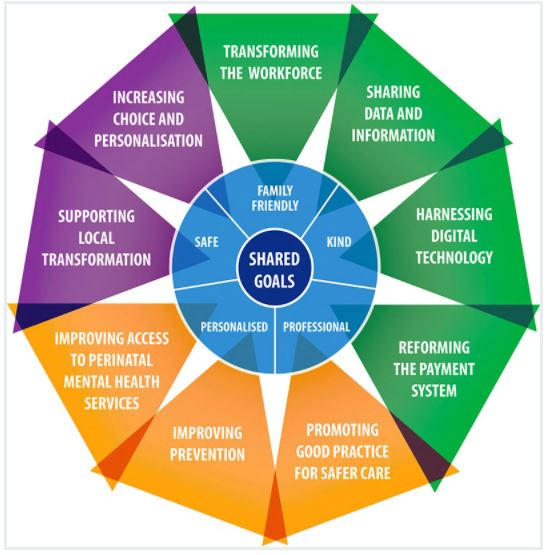 TRANSFORMING
THE WORKFORCE
SHARING
DATA AND
INFORMATION
HARNESSING
DIGITAL
TECHNOLOGY
REFORMING
THE PAYMENT
SYSTEM
PROMOTING
GOOD PRACTICE
FOR SAFER CARE
IMPROVING
PREVENTION
IMPROVING ACCESS
TO PERINATAL
MENTAL HEALTH
SERVICES
SUPPORTING
LOCAL
TRANSFORMATION
INCREASING
CHOICE AND
PERSONALISATION
FAMILY
FRIENDLY
KIND
PROFESSIONAL
PERSONALISED
SAFE
SHARED
GOALS